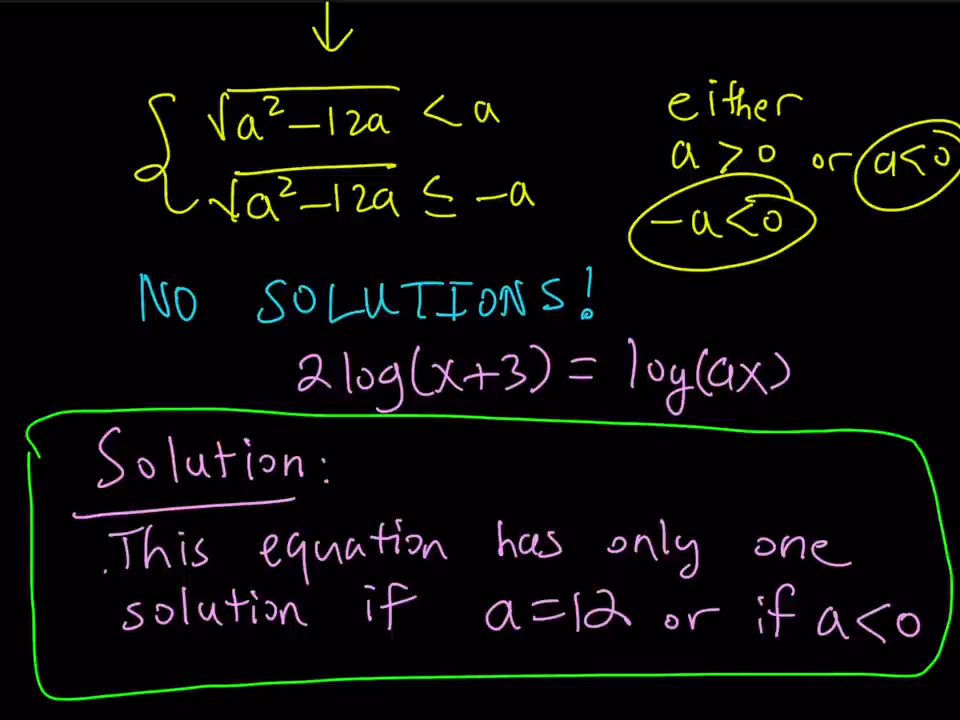 √a²-12a < a
√a²-12a ≤ -a
either
a > 0 or a < 0
-a < 0
NO SOLUTIONS!
2log(x+3) = log(ax)
Solution:
This equation has only one
solution if a=12 or if a<0